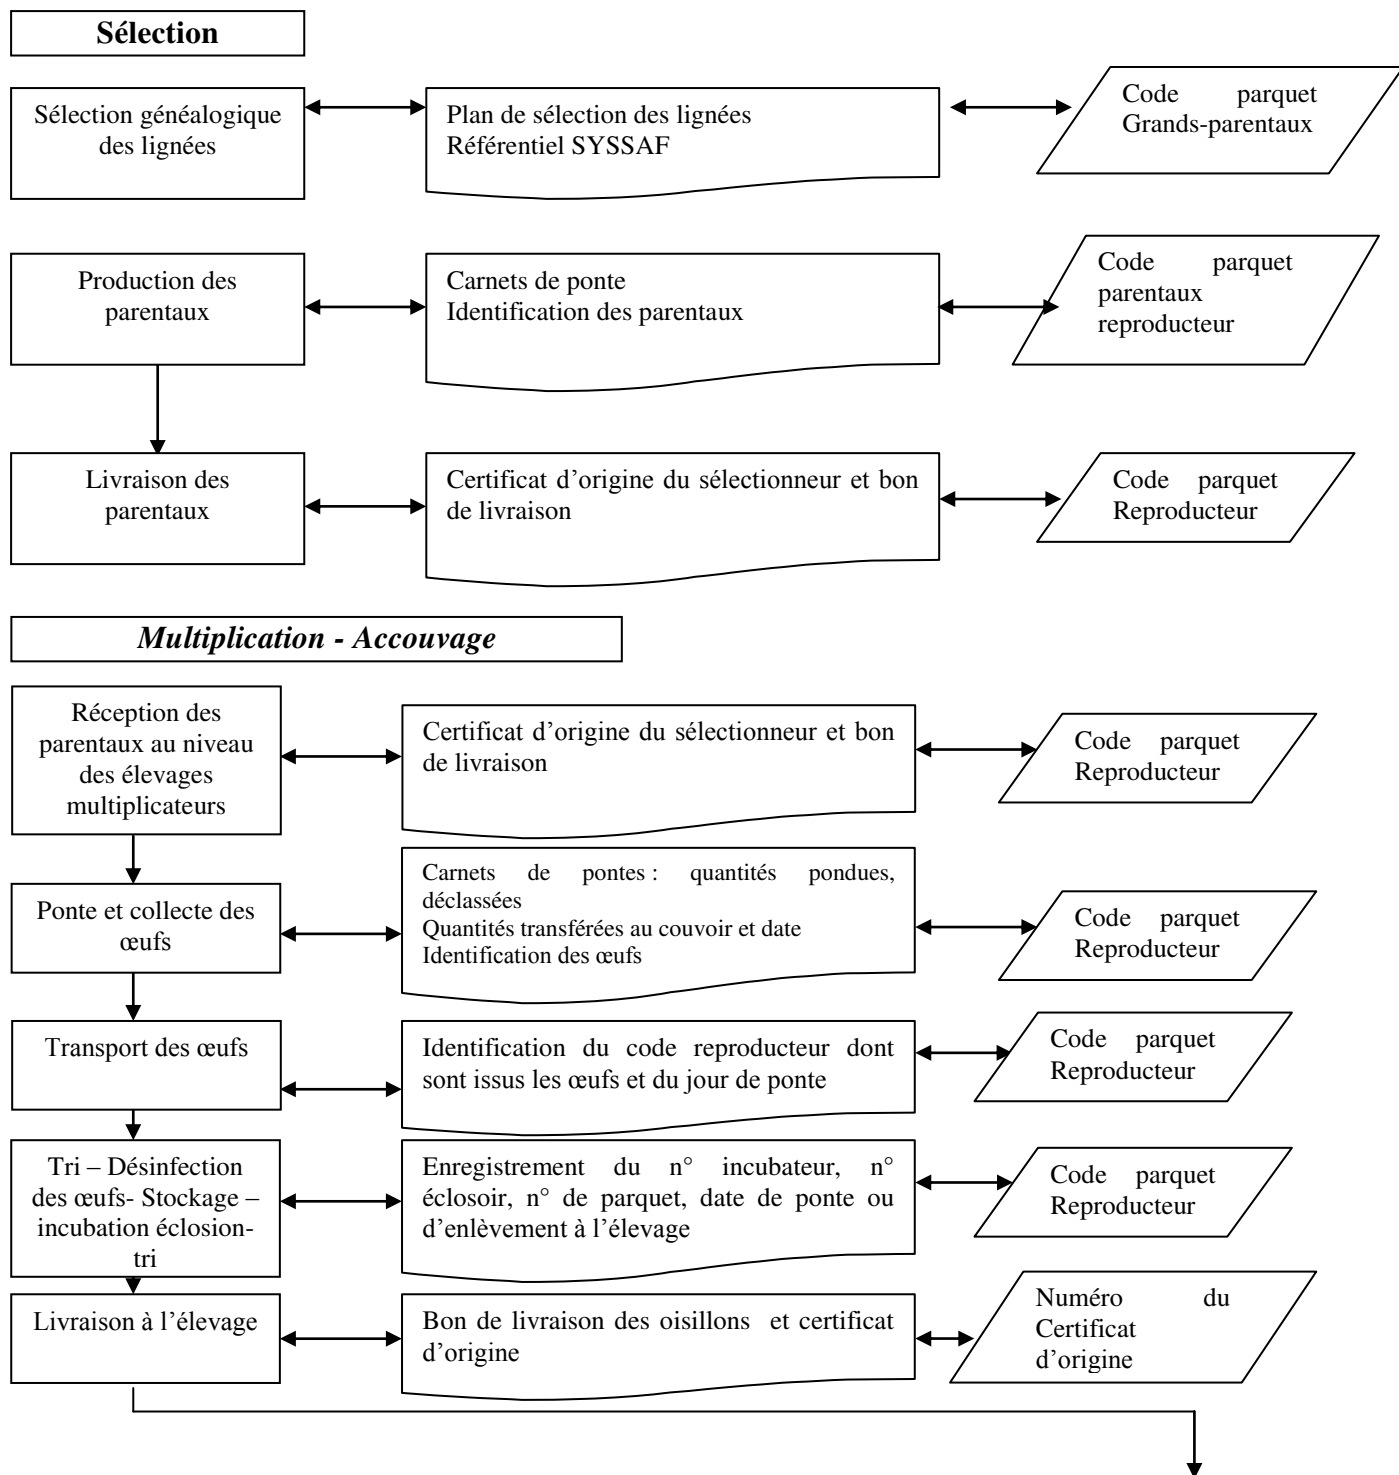 Sélection
Sélection généalogique
des lignées
Plan de sélection des lignées
Référentiel SYSSAF
Code parquet
Grands-parentaux
Production des
parentaux
Carnets de ponte
Identification des parentaux
Code parquet
parentaux
reproducteur
Livraison des
parentaux
Certificat d'origine du sélectionneur et bon
de livraison
Code parquet
Reproducteur
Multiplication - Accouvage
Réception des
parentaux au niveau
des élevages
multiplicateurs
Certificat d'origine du sélectionneur et bon
de livraison
Code parquet
Reproducteur
Ponte et collecte des
œufs
Carnets de pontes : quantités pondues,
déclassées
Quantités transférées au couvoir et date
Identification des œufs
Code parquet
Reproducteur
Transport des œufs
Identification du code reproducteur dont
sont issus les œufs et du jour de ponte
Code parquet
Reproducteur
Tri – Désinfection
des œufs- Stockage –
incubation éclosion-
tri
Enregistrement du n° incubateur, n°
éclosoir, n° de parquet, date de ponte ou
d'enlèvement à l'élevage
Code parquet
Reproducteur
Livraison à l'élevage
Bon de livraison des oisillons et certificat
d'origine
Numéro du
Certificat
d'origine